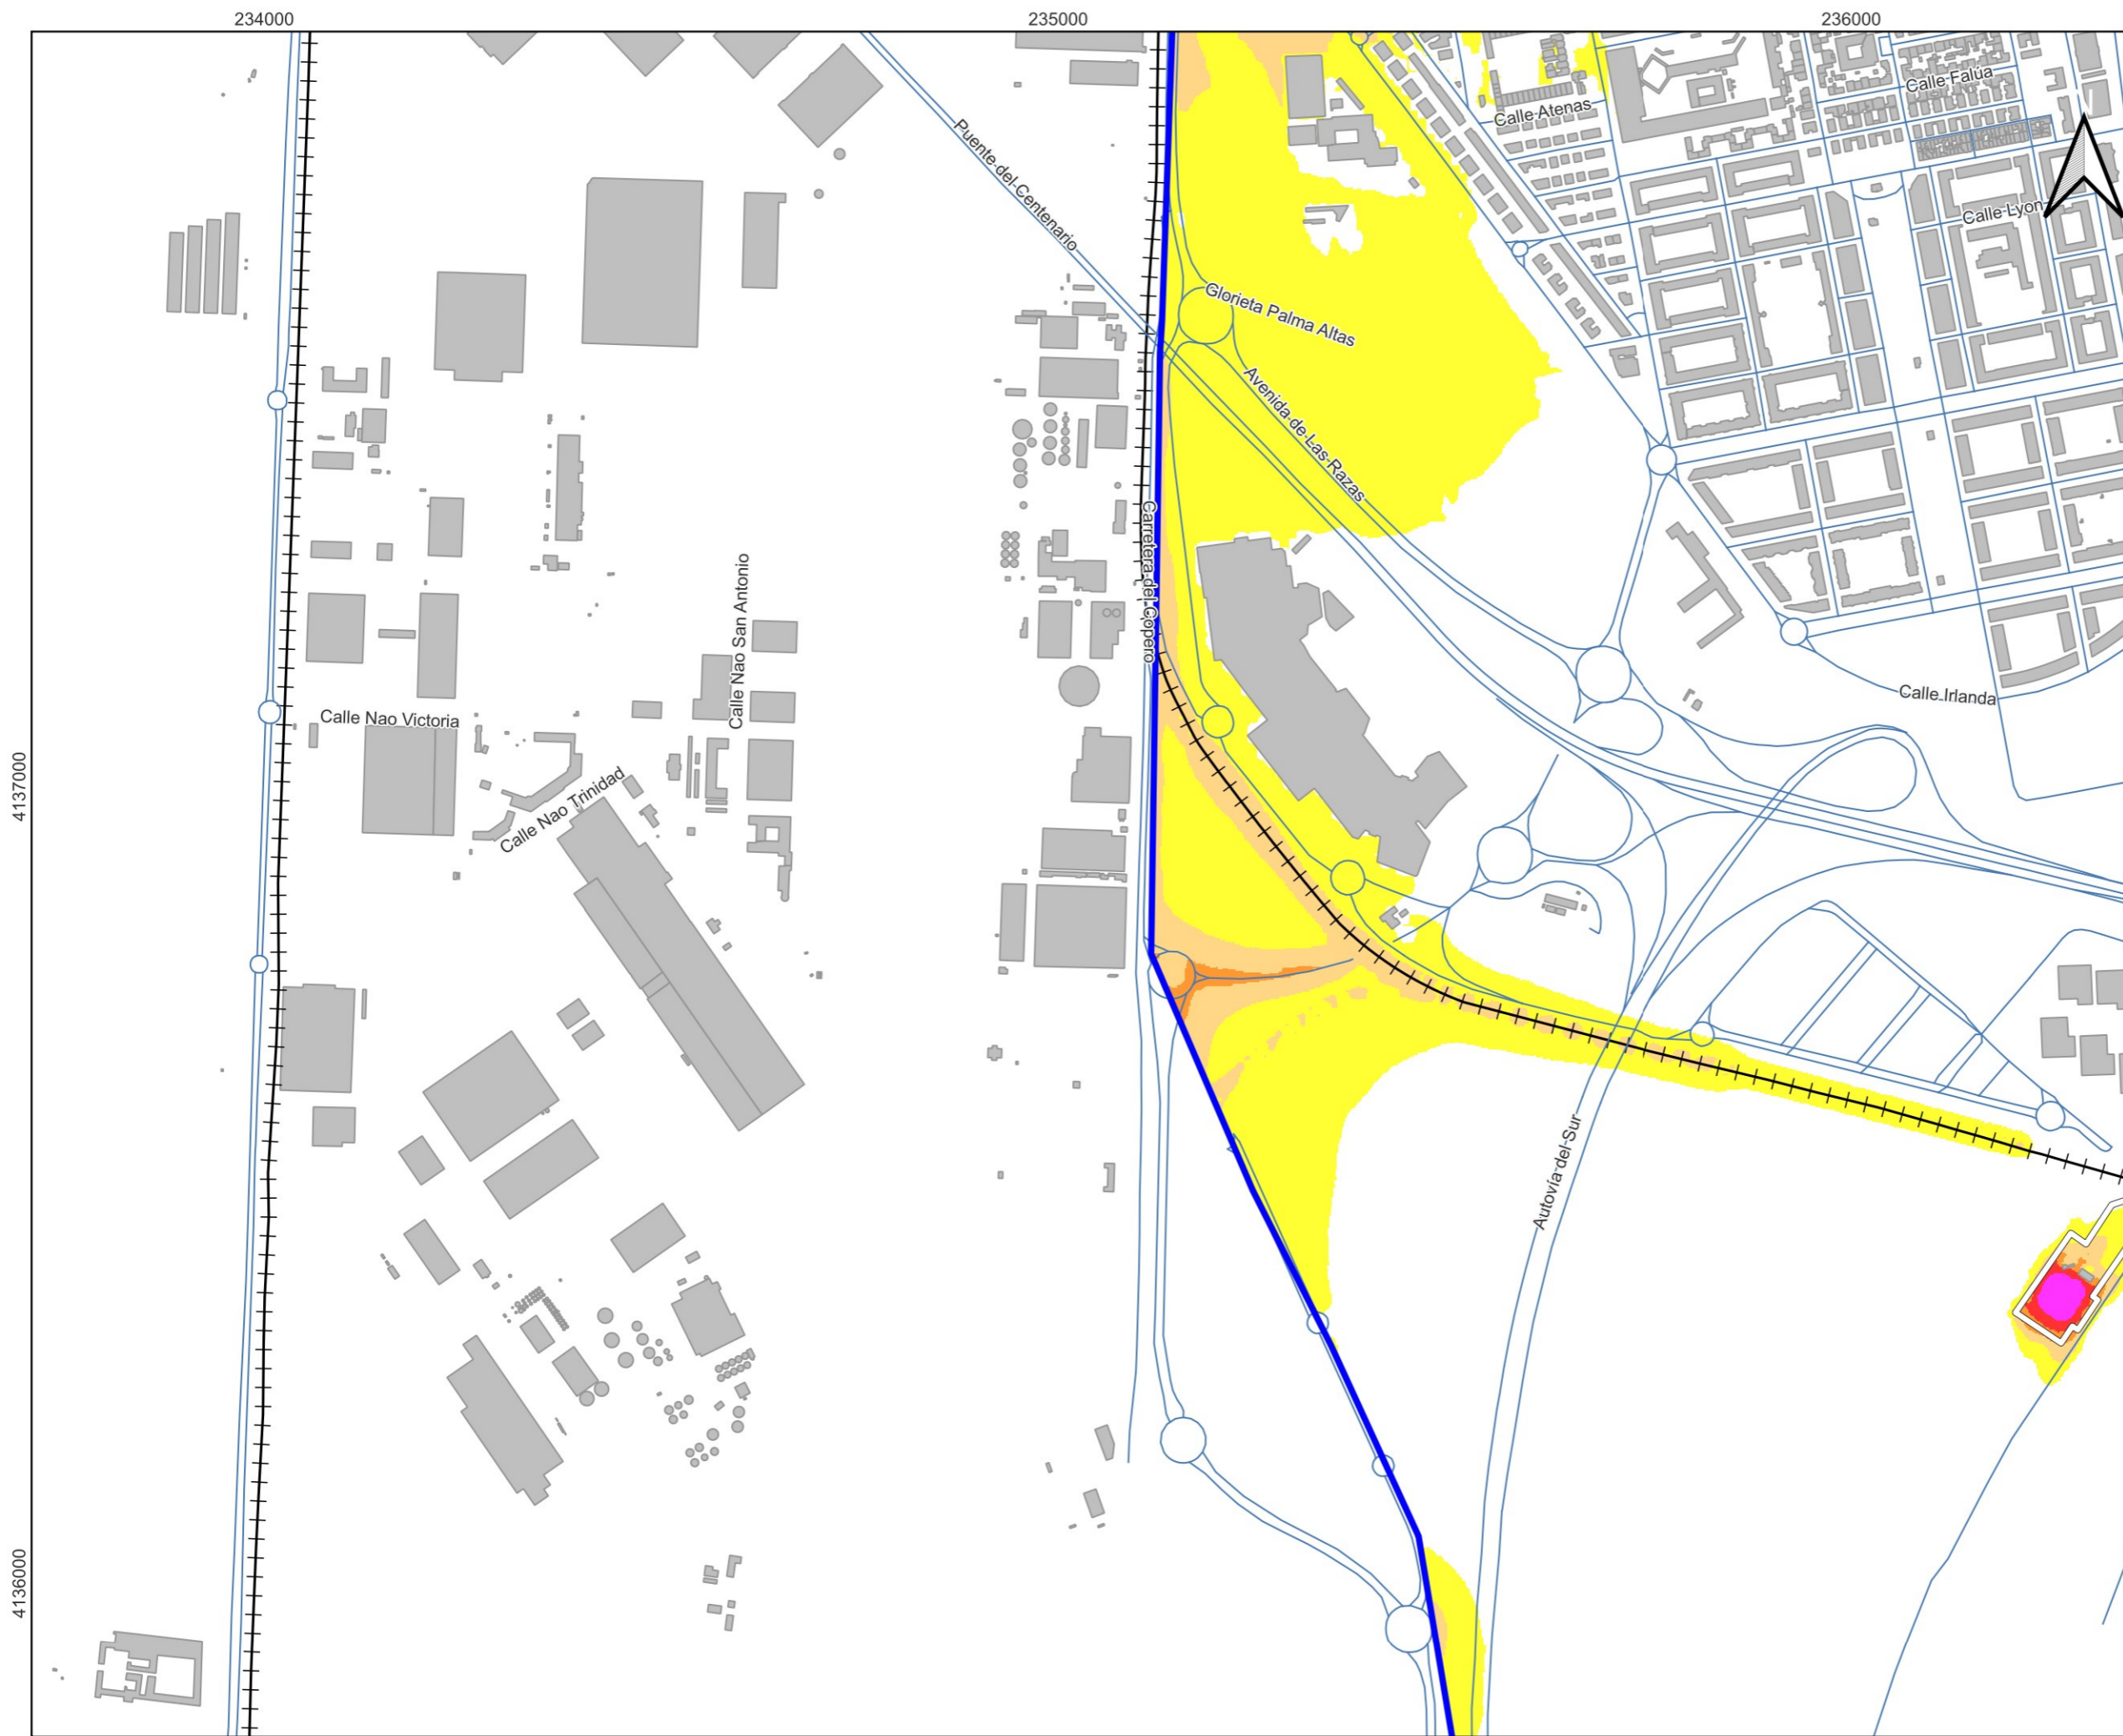 234000
235000
236000
Calle Falúa
Calle Atenas
Puente del Centenario
Calle Lyon
Glorieta Palma Altas
Avenida de Las Razas
Carretera del Copero
Calle Nao San Antonio
Calle Irlanda
Calle Nao Victoria
4137000
Calle Nao Trinidad
Autovía del Sur
4136000